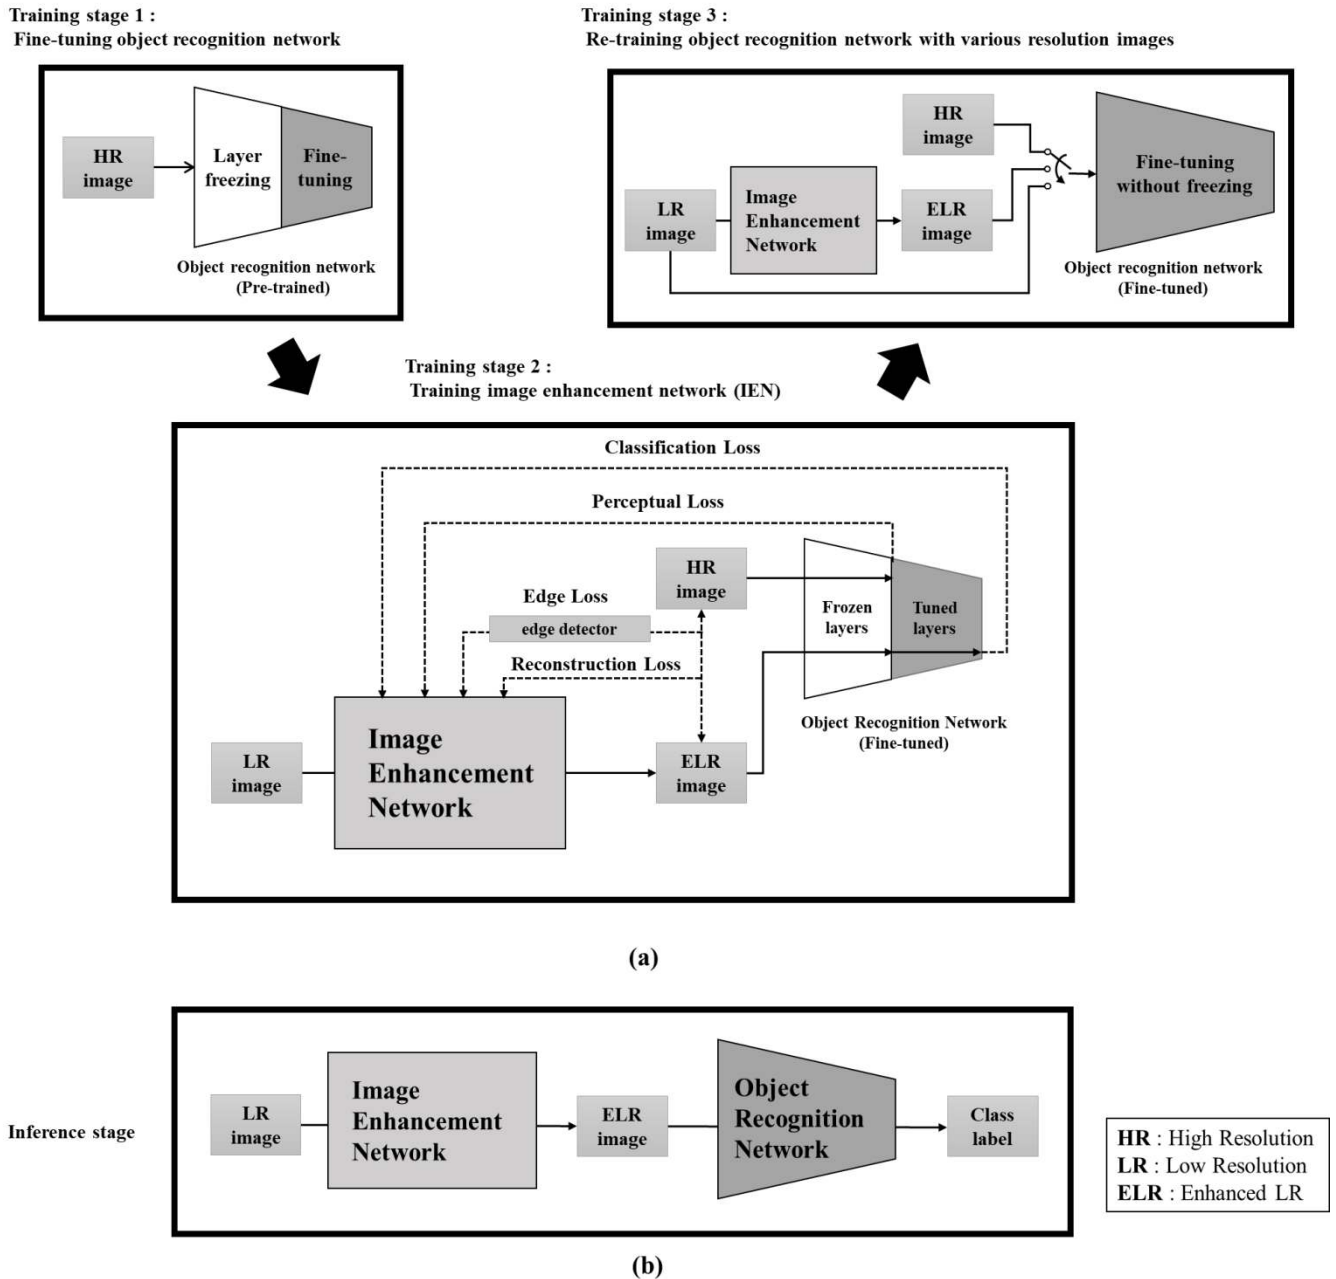 Training stage 1 :
Fine-tuning object recognition network
HR
image
Layer
freezing
Fine-
tuning
Object recognition network
(Pre-trained)
Training stage 3 :
Re-training object recognition network with various resolution images
HR
image
LR
image
Image
Enhancement
Network
ELR
image
Fine-tuning
without freezing
Object recognition network
(Fine-tuned)
Training stage 2 :
Training image enhancement network (IEN)
Classification Loss
Perceptual Loss
HR
image
Edge Loss
edge detector
Reconstruction Loss
Frozen
layers
Tuned
layers
Object Recognition Network
(Fine-tuned)
LR
image
Image
Enhancement
Network
ELR
image
(a)
Inference stage
LR
image
Image
Enhancement
Network
ELR
image
Object
Recognition
Network
Class
label
HR : High Resolution
LR : Low Resolution
ELR : Enhanced LR
(b)